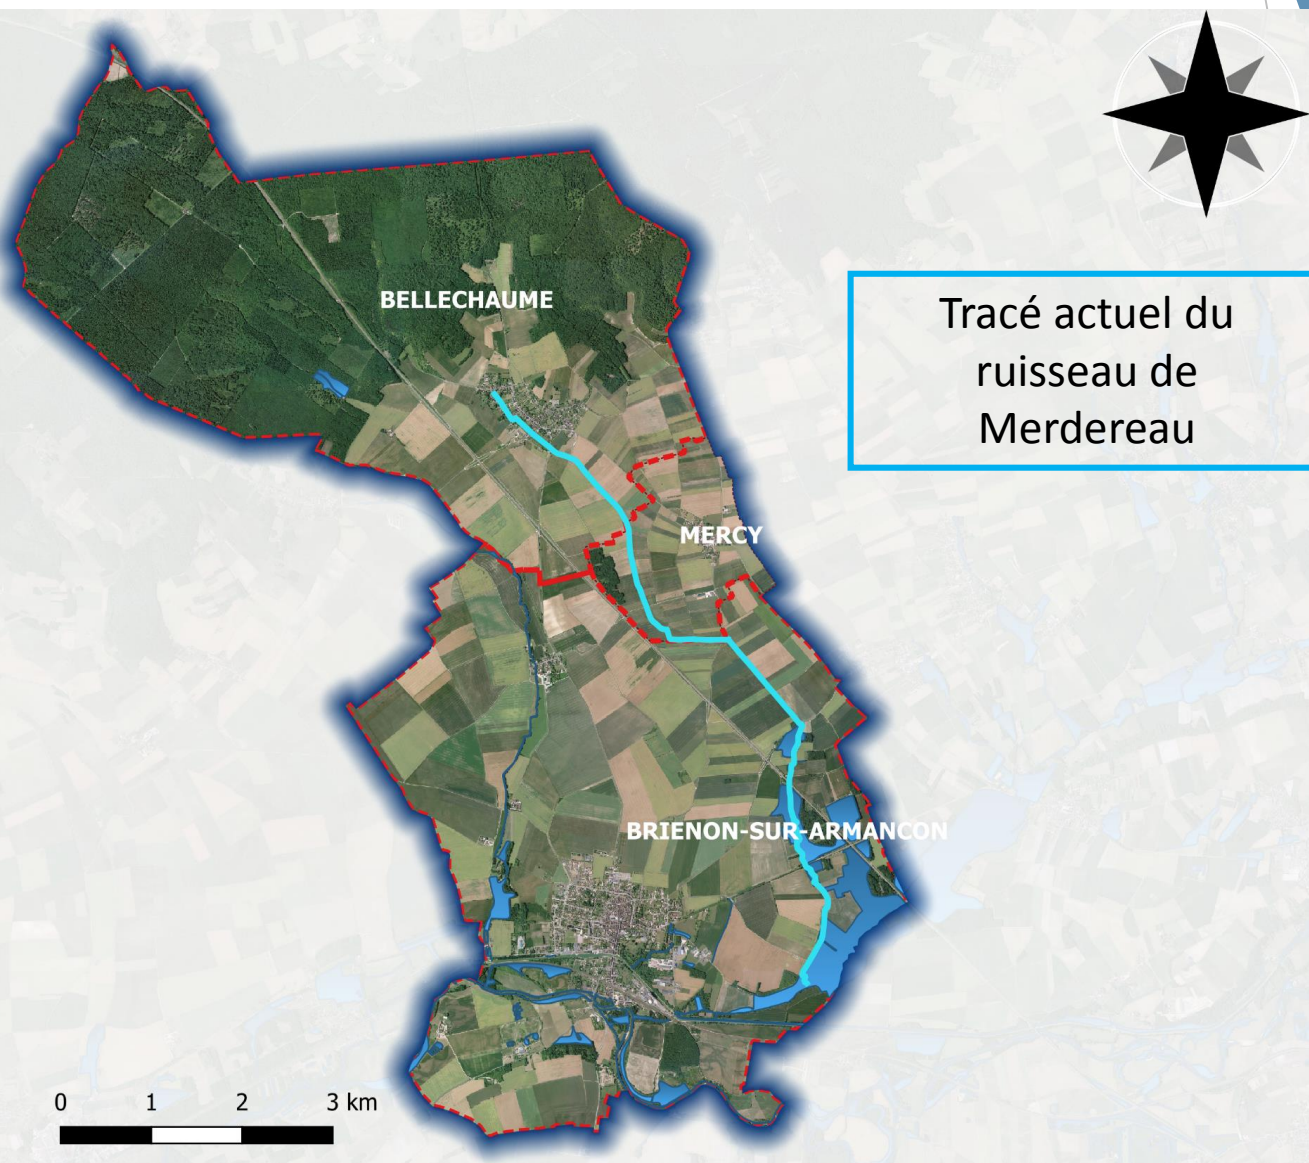 BELLECHAUME
Tracé actuel du
ruisseau de
Merdereau
MERCY
BRIENON-SUR-ARMANCON
0 1 2 3 km